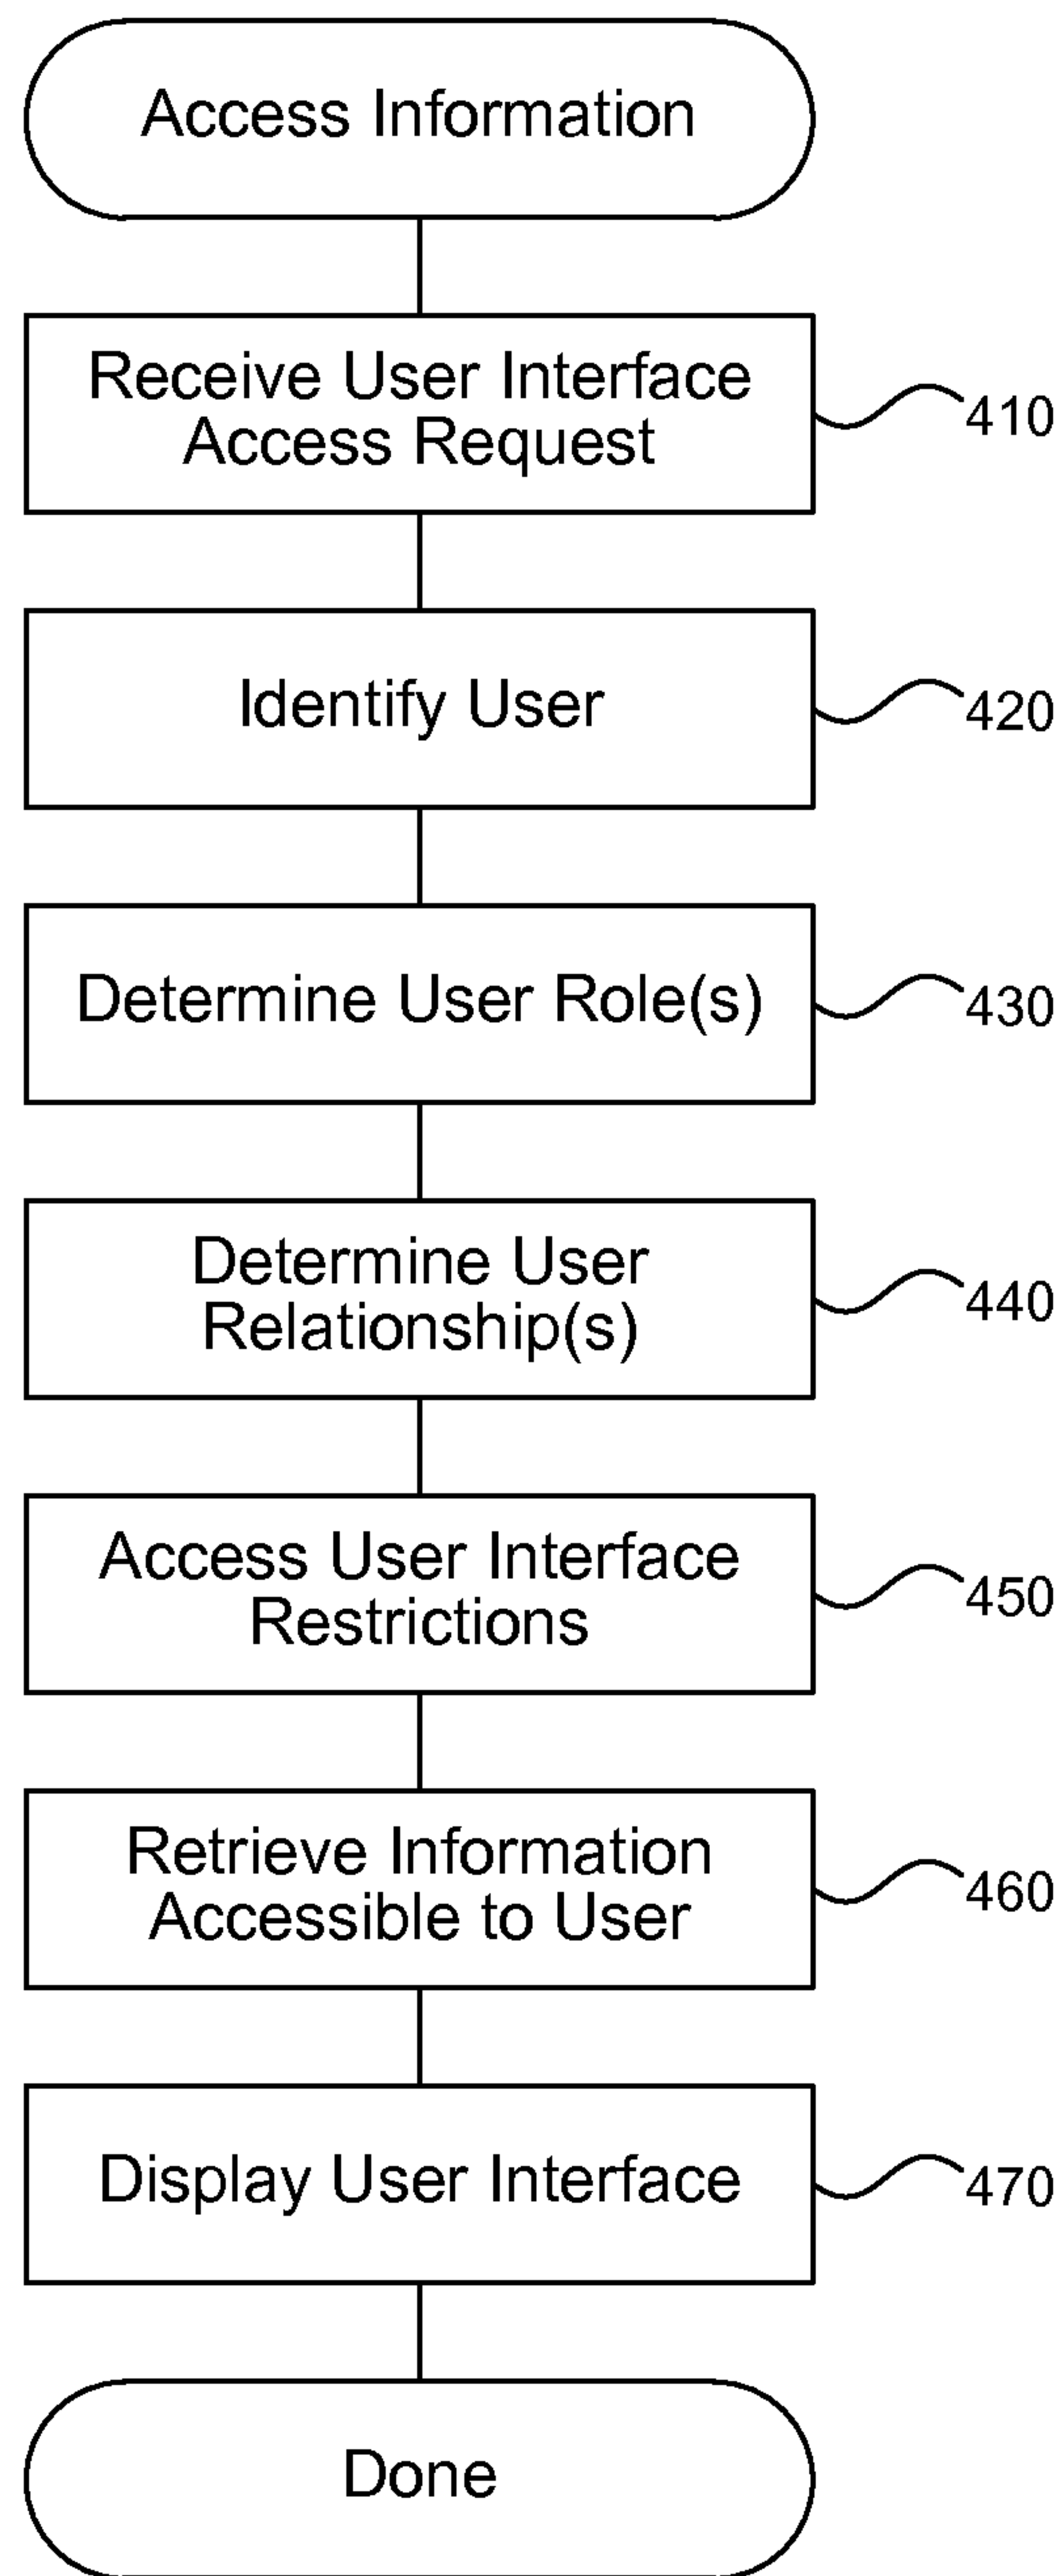 Access Information
Receive User Interface
Access Request
410
Identify User
420
Determine User Role(s)
430
Determine User
Relationship(s)
440
Access User Interface
Restrictions
450
Retrieve Information
Accessible to User
460
Display User Interface
470
Done